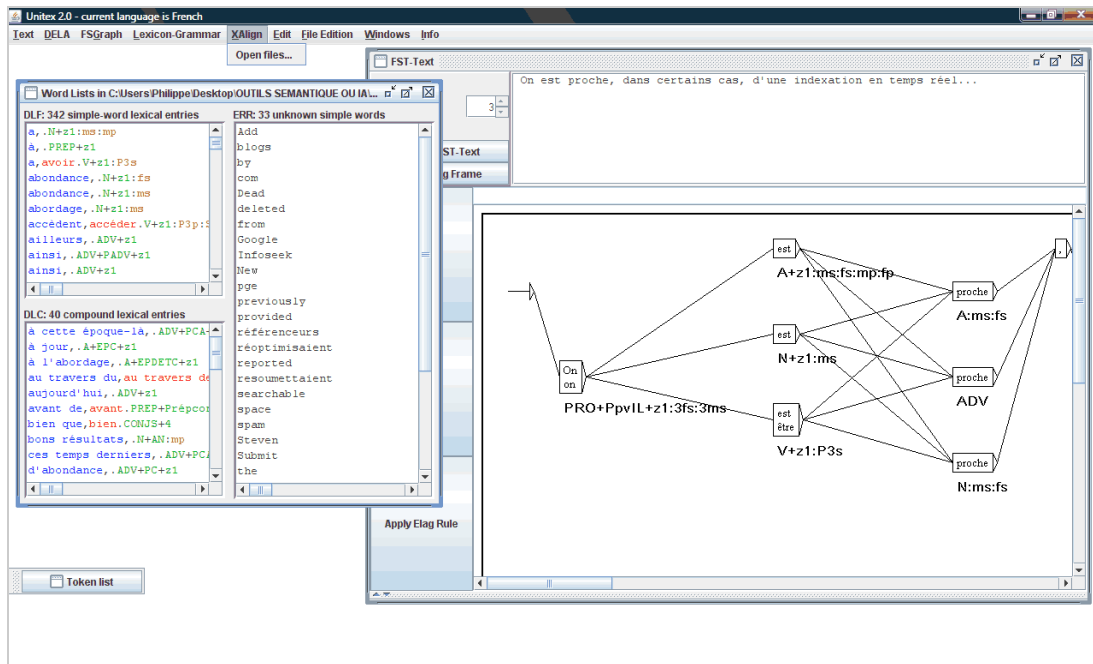 Unitex 2.0 - current language is French
Text DELA FSGraph Lexicon-Grammar XAlign Edit File Edition Windows Info
Open files...
FST-Text
On est proche, dans certains cas, d'une indexation en temps réel...
3
ST-Text
g Frame
Word Lists in C:\Users\Philippe\Desktop\OUTILS SEMANTIQUE OU IA\...
DLF: 342 simple-word lexical entries
a,.N+z1:ms:mp
à,.PREP+z1
a,avoir.V+z1:P3s
abondance,.N+z1:fs
abondance,.N+z1:ms
abordage,.N+z1:ms
accèdent,accéder.V+z1:P3p:S
ailleurs,.ADV+z1
ainsi,.ADV+PADV+z1
ainsi,.ADV+z1
DLC: 40 compound lexical entries
à cette époque-là,.ADV+PCA-
à jour,.A+EPC+z1
à l'abordage,.A+EPDETC+z1
au travers du,au travers de
aujourd'hui,.ADV+z1
avant de,avant.PREP+Prépcor
bien que,bien.CONJS+4
bons résultats,.N+AN:mp
ces temps derniers,.ADV+PCA
d'abondance,.ADV+PC+z1
ERR: 33 unknown simple words
Add
blogs
by
com
Dead
deleted
from
Google
Infoseek
New
pge
previously
provided
référenceurs
réoptimisaient
reported
resoumettaient
searchable
space
spam
Steven
Submit
the
On
on
PRO+PpvIL+z1:3fs:3ms
est
A+z1:ms:fs:mp:fp
est
N+z1:ms
est
être
V+z1:P3s
proche
A:ms:fs
proche
ADV
proche
N:ms:fs
,
Apply Elag Rule
Token list